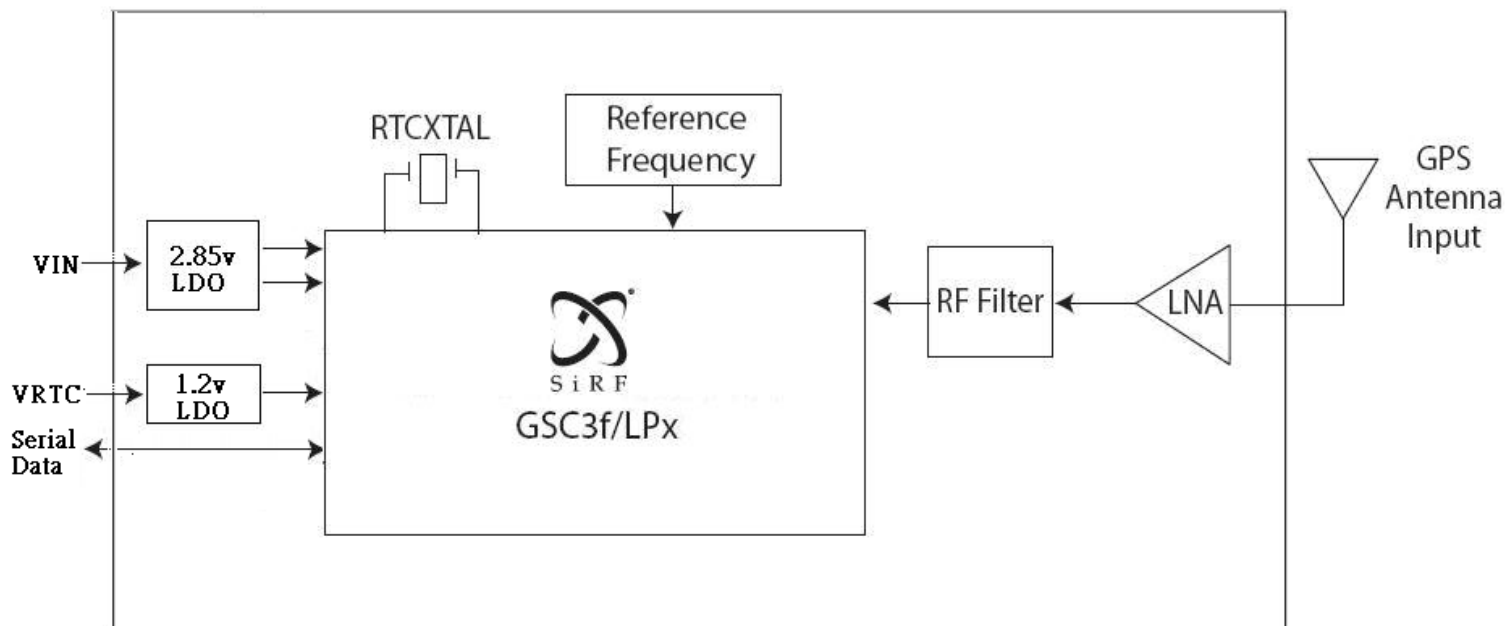 RTCXTAL
Reference
Frequency
GPS
Antenna
Input
VIN
2.85v
LDO
RF Filter
LNA
SiRF
GSC3f/LPx
VRTC
1.2v
LDO
Serial
Data